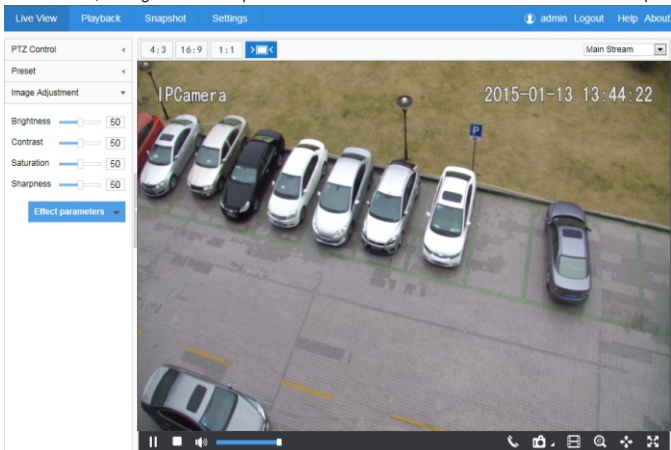 Live View Playback Snapshot Settings admin Logout Help About
PTZ Control
Preset
Image Adjustment
Brightness 50
Contrast 50
Saturation 50
Sharpness 50
Effect parameters
4:3 16:9 1:1
Main Stream
IPCamera
2015-01-13 13:44:22
P